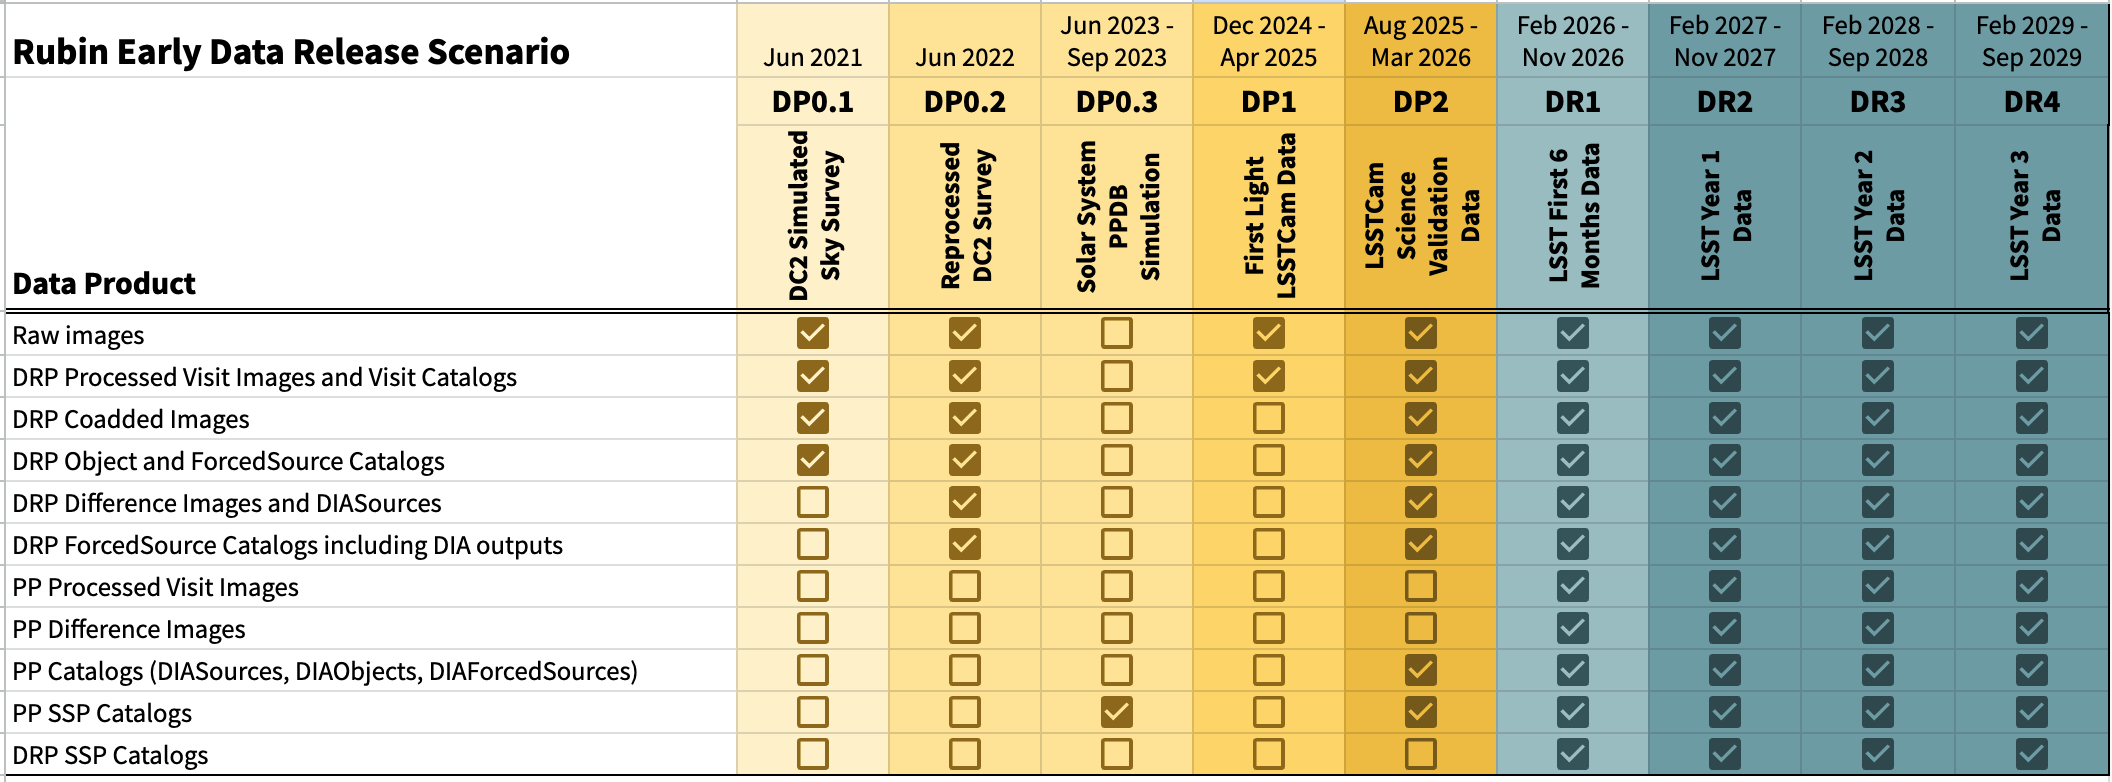 Rubin Early Data Release Scenario
Jun 2021
Jun 2022
Jun 2023 -
Sep 2023
Dec 2024 -
Apr 2025
Aug 2025 -
Mar 2026
Feb 2026 -
Nov 2026
Feb 2027 -
Nov 2027
Feb 2028 -
Sep 2028
Feb 2029 -
Sep 2029
DP0.1
DP0.2
DP0.3
DP1
DP2
DR1
DR2
DR3
DR4
Data Product
DC2 Simulated
Sky Survey
Reprocessed
DC2 Survey
Solar System
PPDB
Simulation
First Light
LSSTCam Data
LSSTCam
Science
Validation
Data
LSST First 6
Months Data
LSST Year 1
Data
LSST Year 2
Data
LSST Year 3
Data
Raw images
DRP Processed Visit Images and Visit Catalogs
DRP Coadded Images
DRP Object and ForcedSource Catalogs
DRP Difference Images and DIASources
DRP ForcedSource Catalogs including DIA outputs
PP Processed Visit Images
PP Difference Images
PP Catalogs (DIASources, DIAObjects, DIAForcedSources)
PP SSP Catalogs
DRP SSP Catalogs